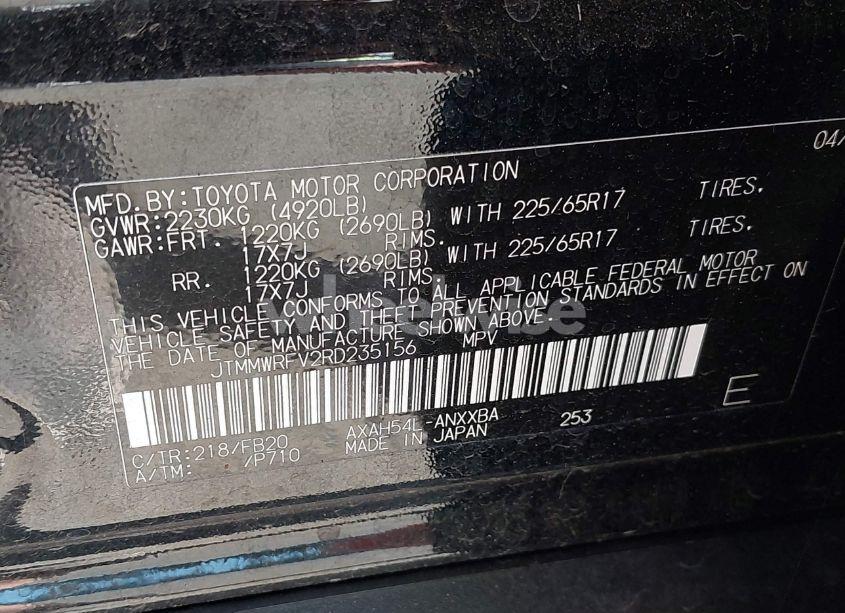 04/
MFD.BY:TOYOTA MOTOR CORPORATION
GVWR:2230KG (4920LB)
GAWR:FRT. 1220KG (2690LB) WITH 225/65R17 TIRES,
17X7J RIMS.
RR. 1220KG (2690LB) WITH 225/65R17 TIRES,
17X7J RIMS.
THIS VEHICLE CONFORMS TO ALL APPLICABLE FEDERAL MOTOR
VEHICLE SAFETY AND THEFT PREVENTION STANDARDS IN EFFECT ON
THE DATE OF MANUFACTURE SHOWN ABOVE.
JTMMWRFV2RD235156 MPV
E
C/TR:218/FB20 AXAH54L-ANXXBA 253
A/TM: /P710 MADE IN JAPAN